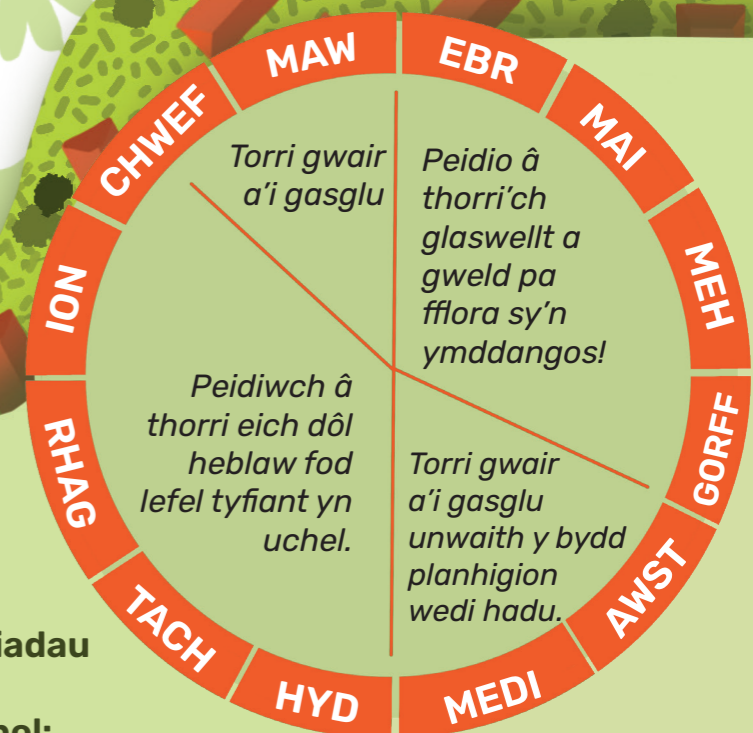 MAW
EBR
MAI
MEH
GORFF
AWST
MEDI
HYD
TACH
RHAG
ION
CHWEF
Torri gwair
a'i gasglu
Peidio â
thorri'ch
glaswellt a
gweld pa
fflora sy'n
ymddangos!
Torri gwair
a'i gasglu
unwaith y bydd
planhigion
wedi hadu.
Peidiwch â
thorri eich dôl
heblaw fod
lefel tyfiant yn
uchel.